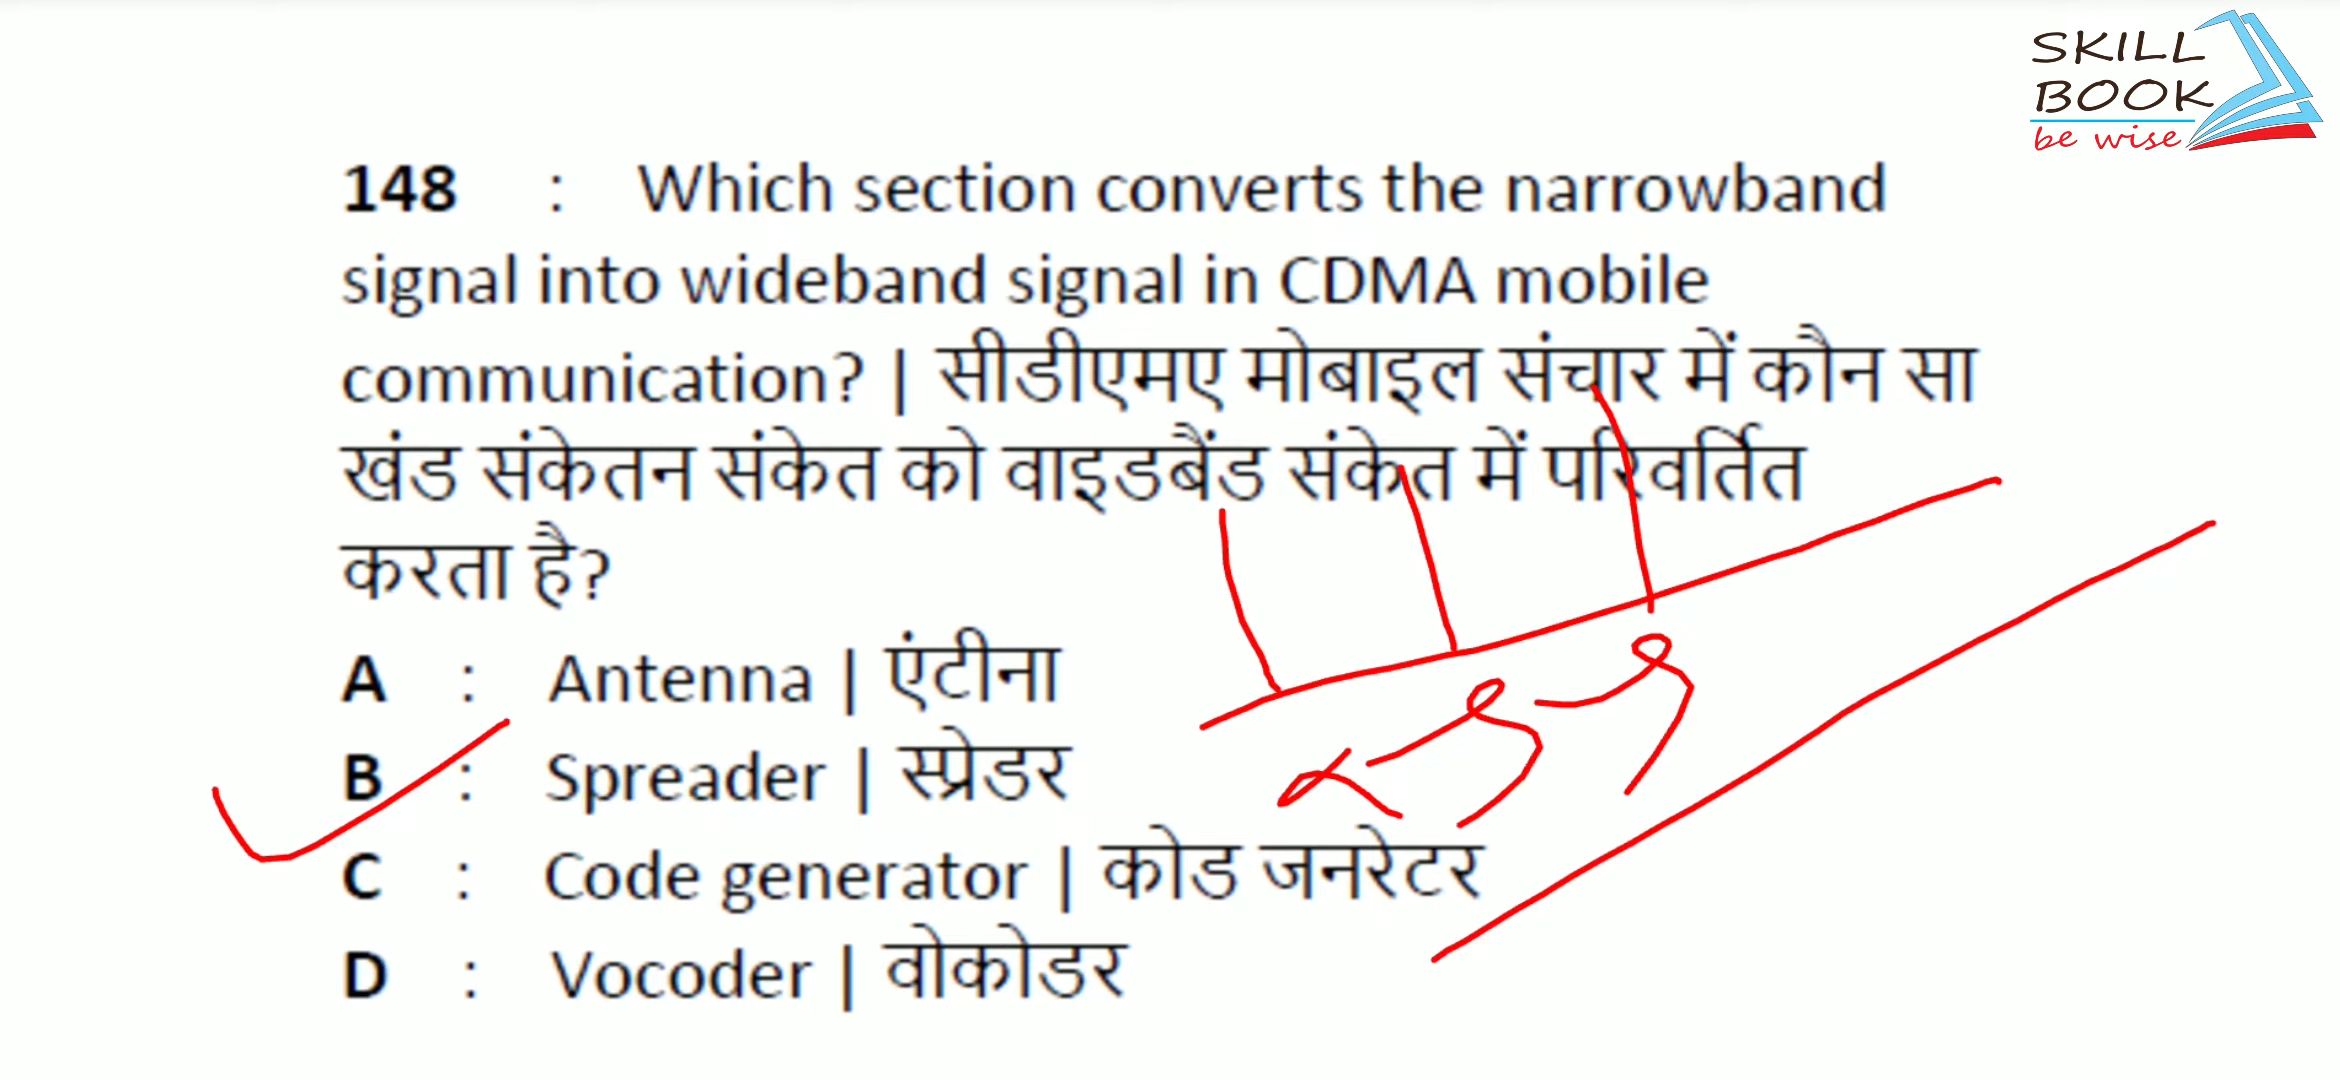 SKILL
BOOK
be wise
148 : Which section converts the narrowband
signal into wideband signal in CDMA mobile
communication? | सीडीएमए मोबाइल संचार में कौन सा
खंड संकेतन संकेत को वाइडबैंड संकेत में परिवर्तित
करता है?
A : Antenna | एंटीना
B : Spreader | स्प्रेडर
C : Code generator | कोड जनरेटर
D : Vocoder | वोकोडर